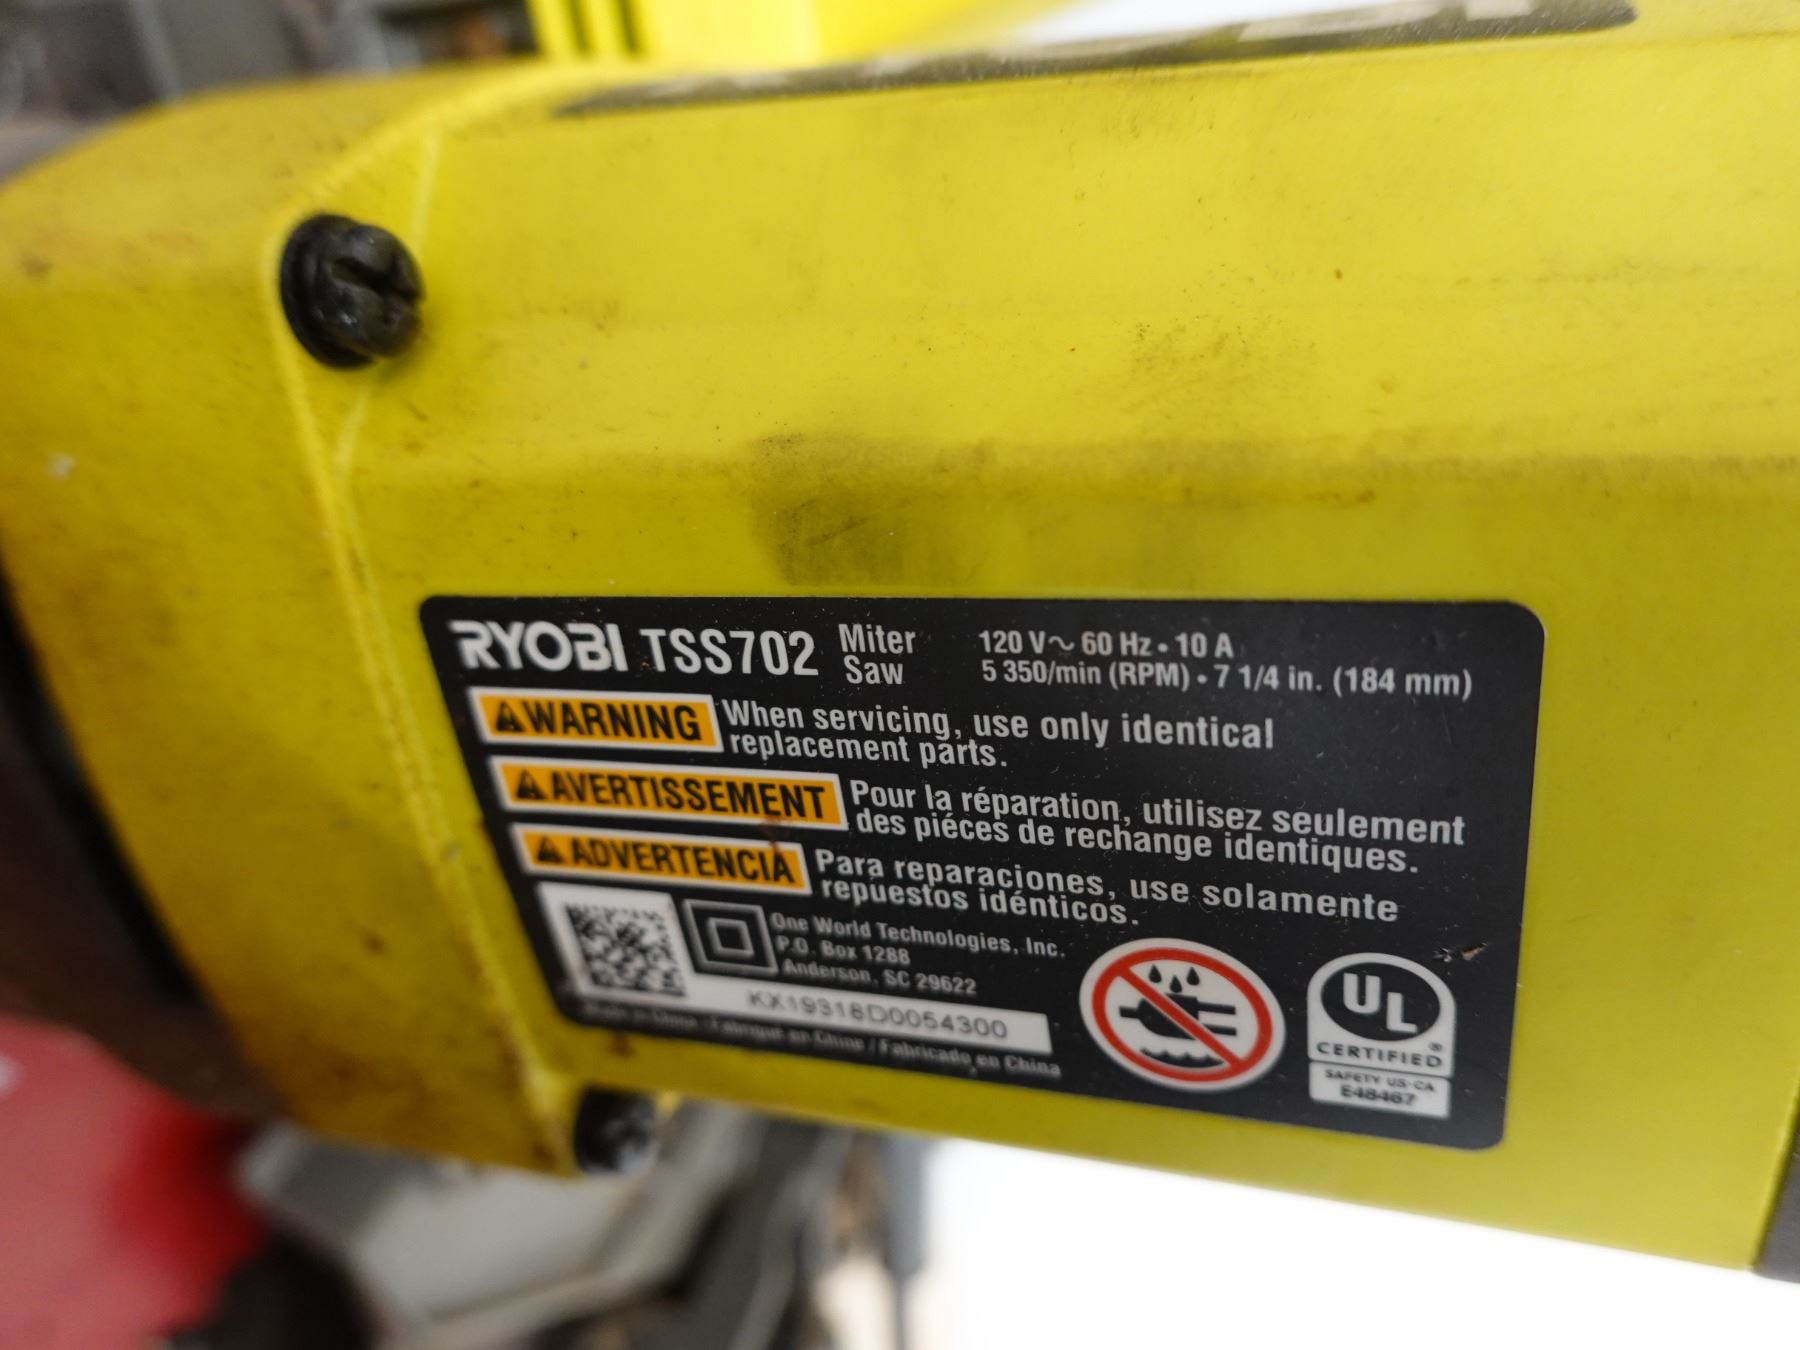 RYOBI TSS702 Miter Saw
120 V~ 60 Hz • 10 A
5 350/min (RPM) • 7 1/4 in. (184 mm)
WARNING When servicing, use only identical
replacement parts.
AVERTISSEMENT Pour la réparation, utilisez seulement
des piéces de rechange identiques.
ADVERTENCIA Para reparaciones, use solamente
repuestos idénticos.
One World Technologies, Inc.
P.O. Box 1288
Anderson, SC 29622
KX19318D0054300
Made in China / Fabriqué en Chine / Fabricado en China
UL
®
CERTIFIED
SAFETY US-CA
E48467